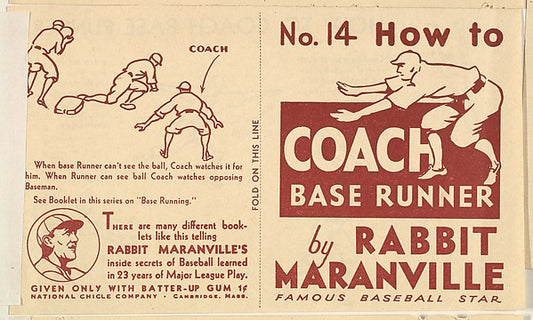 COACH
When base Runner can't see the ball, Coach watches it for
him. When Runner can see ball Coach watches opposing
Baseman.
See Booklet in this series on "Base Running."
THERE are many different book-
lets like this telling
RABBIT MARANVILLE'S
inside secrets of Baseball learned
in 23 years of Major League Play.
GIVEN ONLY WITH BATTER-UP GUM 1¢
NATIONAL CHICLE COMPANY · CAMBRIDGE, MASS.
FOLD ON THIS LINE
No. 14 How to
COACH
BASE RUNNER
by RABBIT
MARANVILLE
FAMOUS BASEBALL STAR